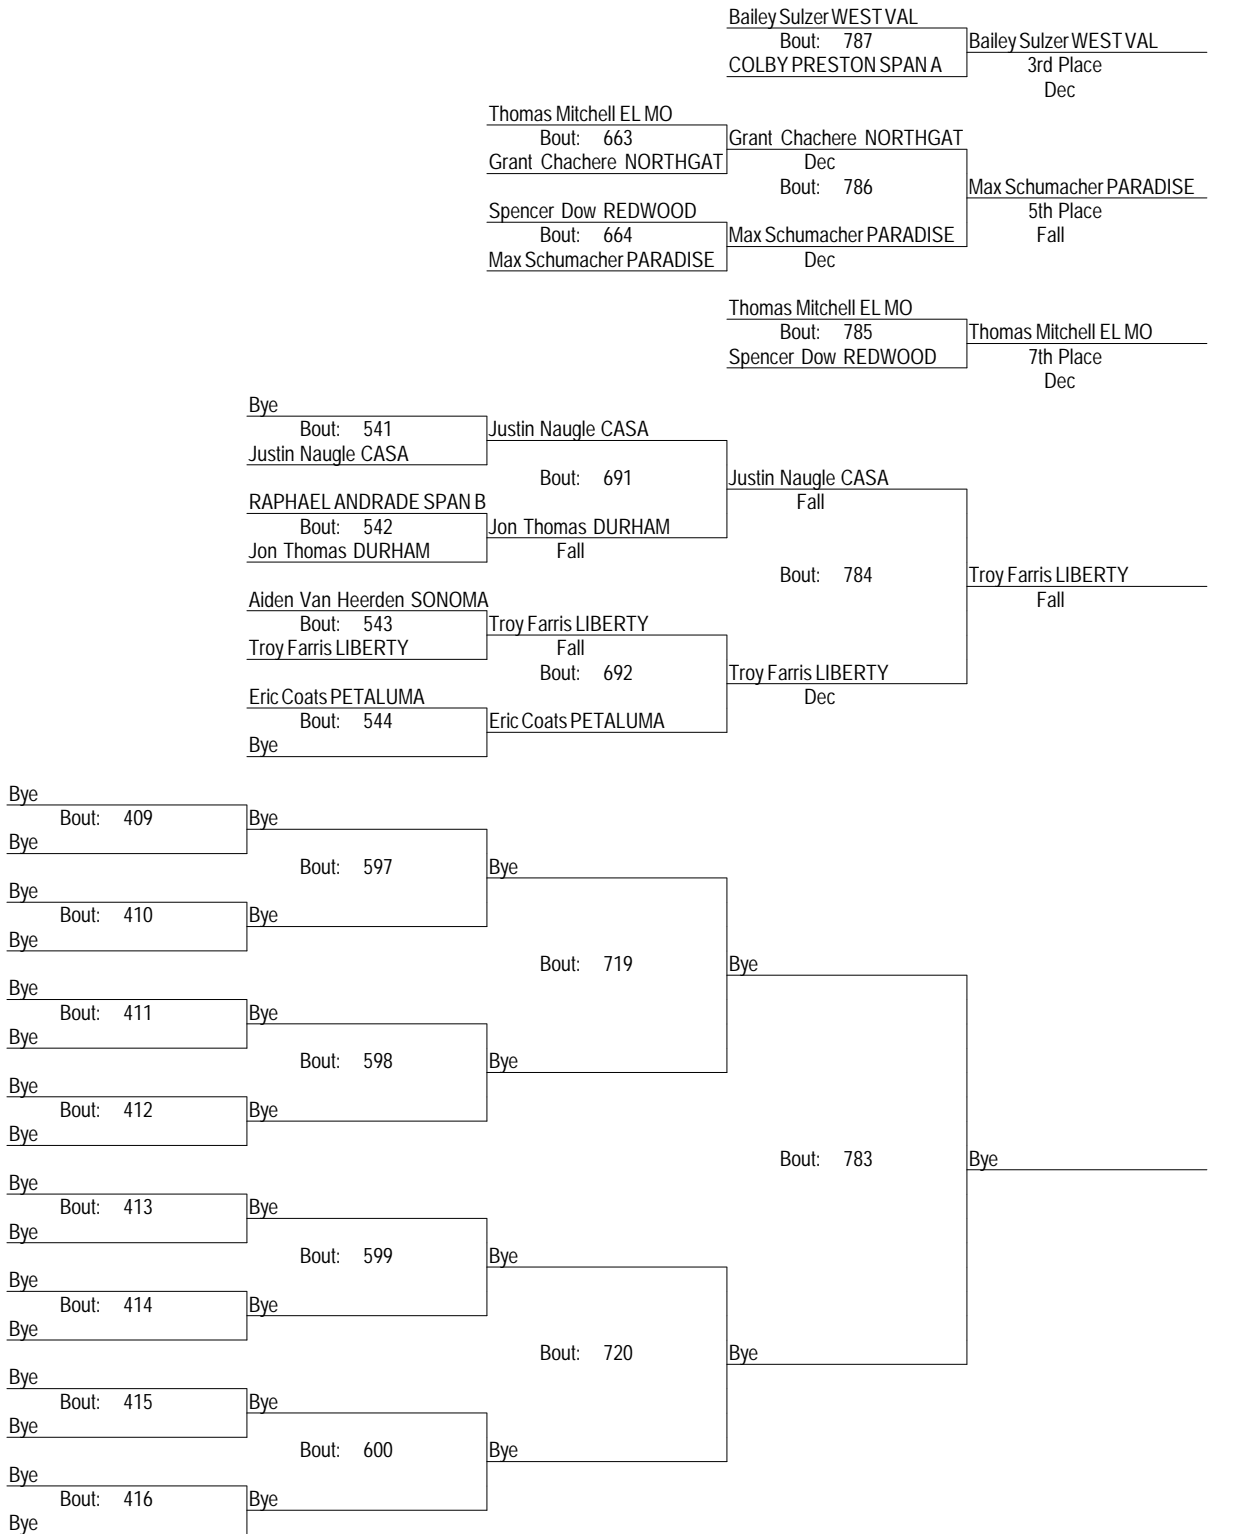 Bailey Sulzer WEST VAL
Bout: 787 Bailey Sulzer WEST VAL
COLBY PRESTON SPAN A 3rd Place
Dec
Thomas Mitchell EL MO
Bout: 663 Grant Chachere NORTHGAT
Grant Chachere NORTHGAT Dec
Bout: 786 Max Schumacher PARADISE
Spencer Dow REDWOOD 5th Place
Bout: 664 Max Schumacher PARADISE Fall
Max Schumacher PARADISE Dec
Thomas Mitchell EL MO
Bout: 785 Thomas Mitchell EL MO
Spencer Dow REDWOOD 7th Place
Dec
Bye
Bout: 541 Justin Naugle CASA
Justin Naugle CASA
Bout: 691 Justin Naugle CASA
RAPHAEL ANDRADE SPAN B Fall
Bout: 542 Jon Thomas DURHAM
Jon Thomas DURHAM Fall
Bout: 784 Troy Farris LIBERTY
Aiden Van Heerden SONOMA Fall
Bout: 543 Troy Farris LIBERTY
Troy Farris LIBERTY Fall
Bout: 692 Troy Farris LIBERTY
Eric Coats PETALUMA Dec
Bout: 544 Eric Coats PETALUMA
Bye
Bye
Bout: 409 Bye
Bye
Bout: 597 Bye
Bye
Bout: 410 Bye
Bye
Bout: 719 Bye
Bye
Bout: 411 Bye
Bye
Bout: 598 Bye
Bye
Bout: 412 Bye
Bye
Bout: 783 Bye
Bye
Bout: 413 Bye
Bye
Bout: 599 Bye
Bye
Bout: 414 Bye
Bye
Bout: 720 Bye
Bye
Bout: 415 Bye
Bye
Bout: 600 Bye
Bye
Bout: 416 Bye
Bye